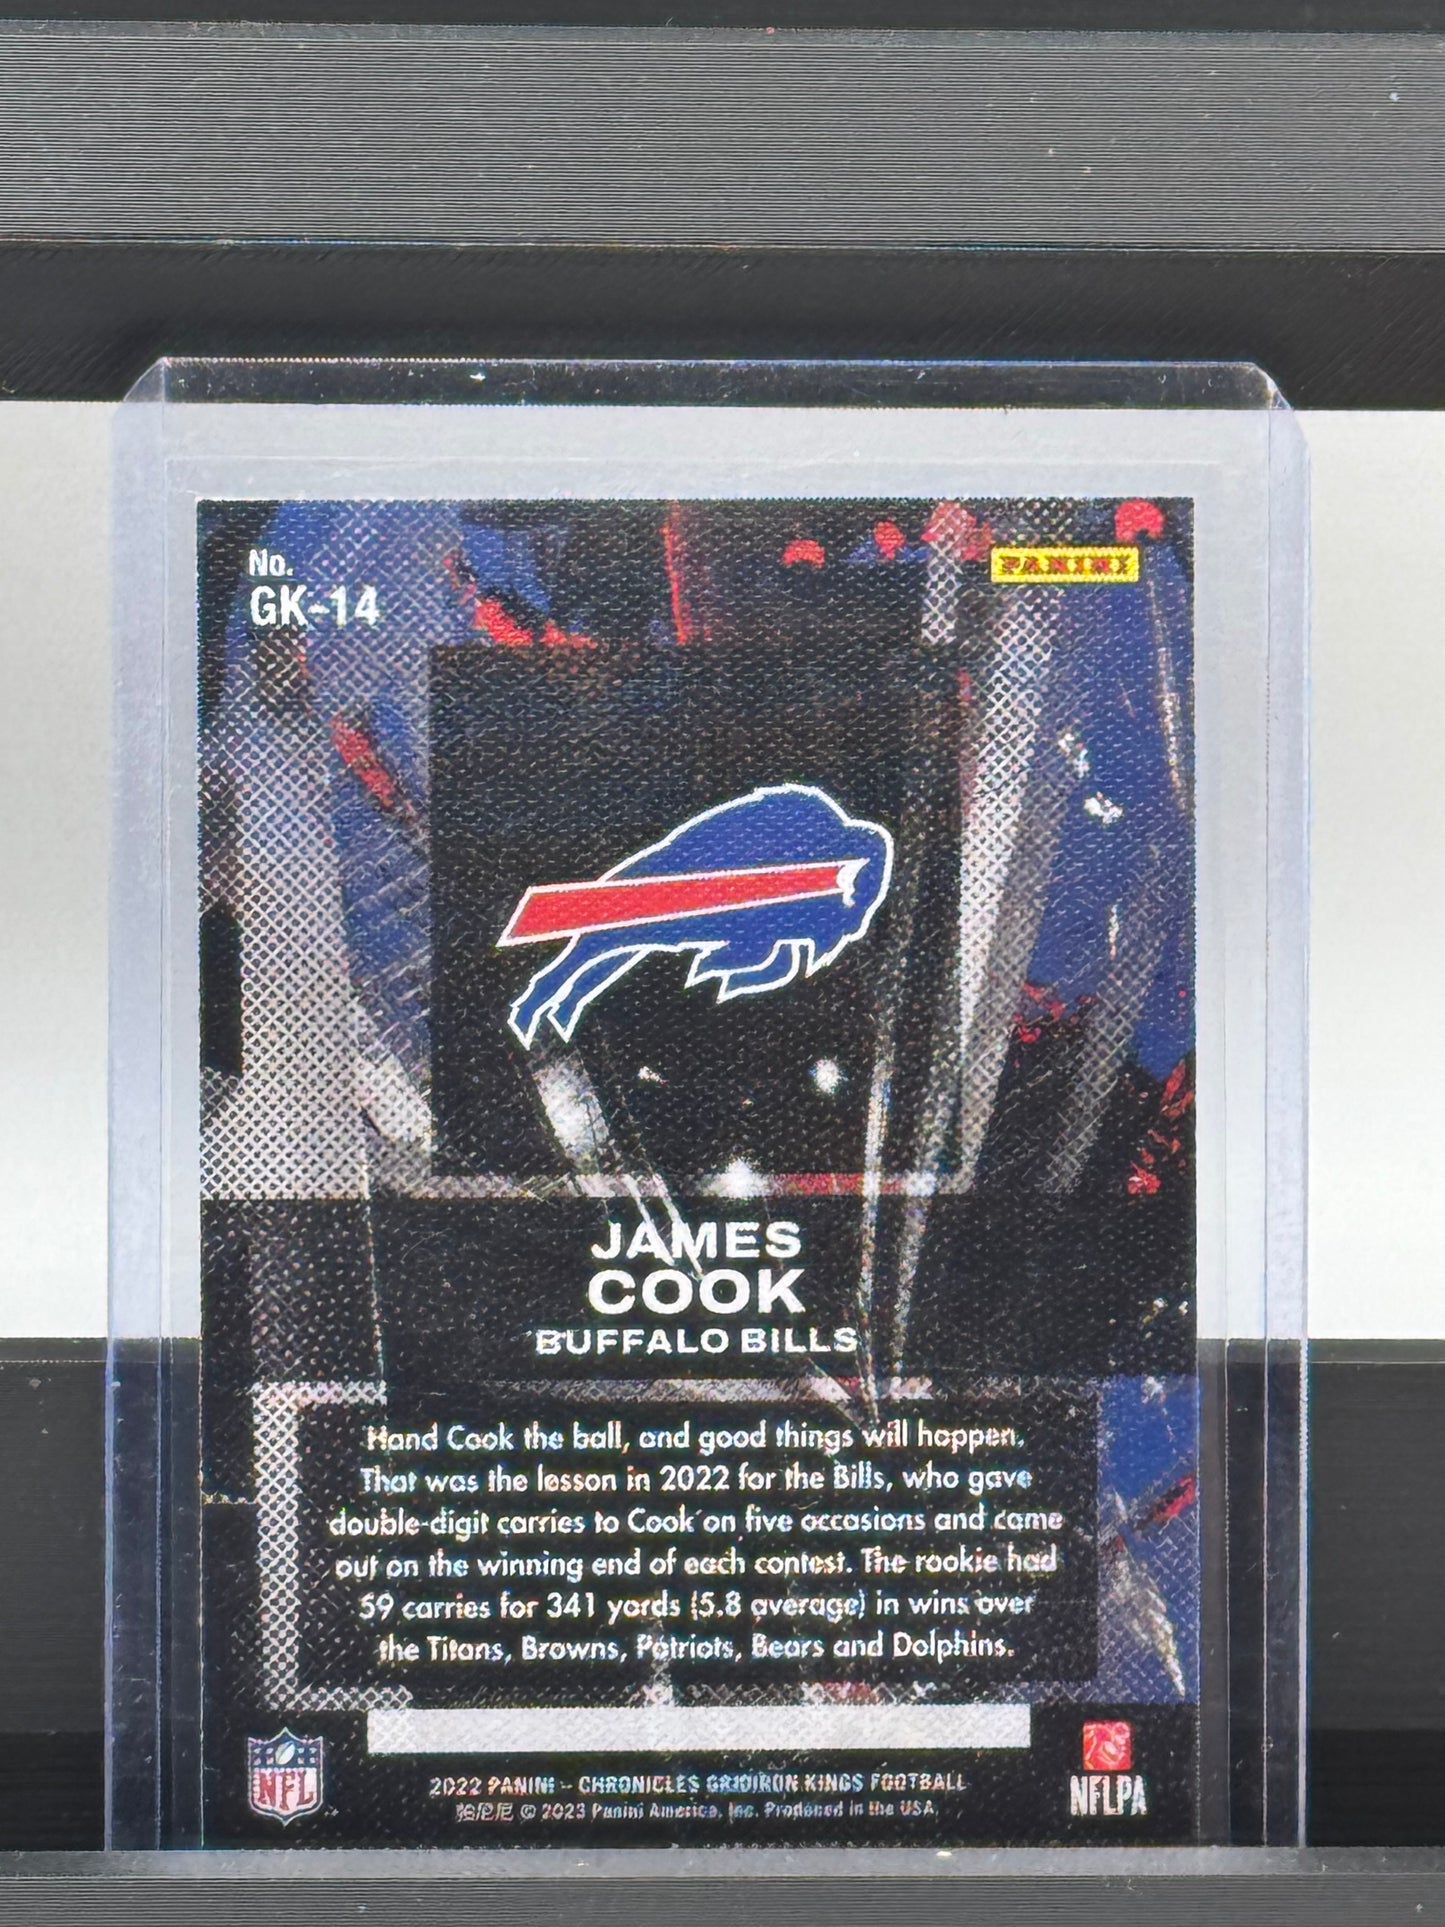 No.
GK-14
PANINI
JAMES
COOK
BUFFALO BILLS
Hand Cook the ball, and good things will happen.
That was the lesson in 2022 for the Bills, who gave
double-digit carries to Cook on five occasions and came
out on the winning end of each contest. The rookie had
59 carries for 341 yards (5.8 average) in wins over
the Titans, Browns, Patriots, Bears and Dolphins.
NFL
2022 PANINI – CHRONICLES GRIDIRON KINGS FOOTBALL
© 2023 Panini America, Inc. Produced in the USA.
NFLPA